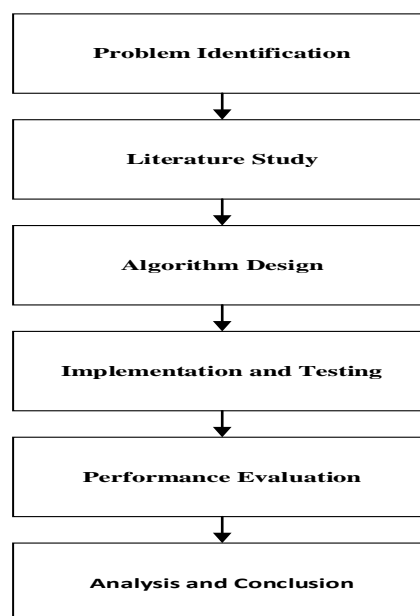 Problem Identification
Literature Study
Algorithm Design
Implementation and Testing
Performance Evaluation
Analysis and Conclusion